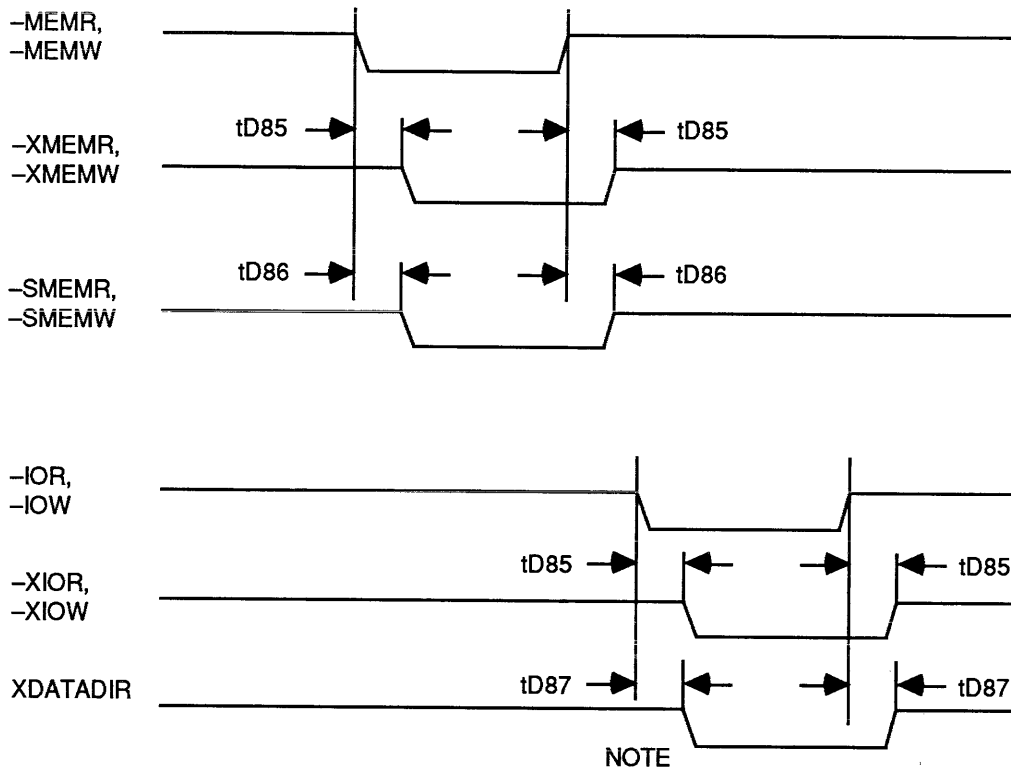 –MEMR,
–MEMW
tD85
tD85
–XMEMR,
–XMEMW
tD86
tD86
–SMEMR,
–SMEMW
–IOR,
–IOW
tD85
tD85
–XIOR,
–XIOW
XDATADIR
tD87
tD87
NOTE